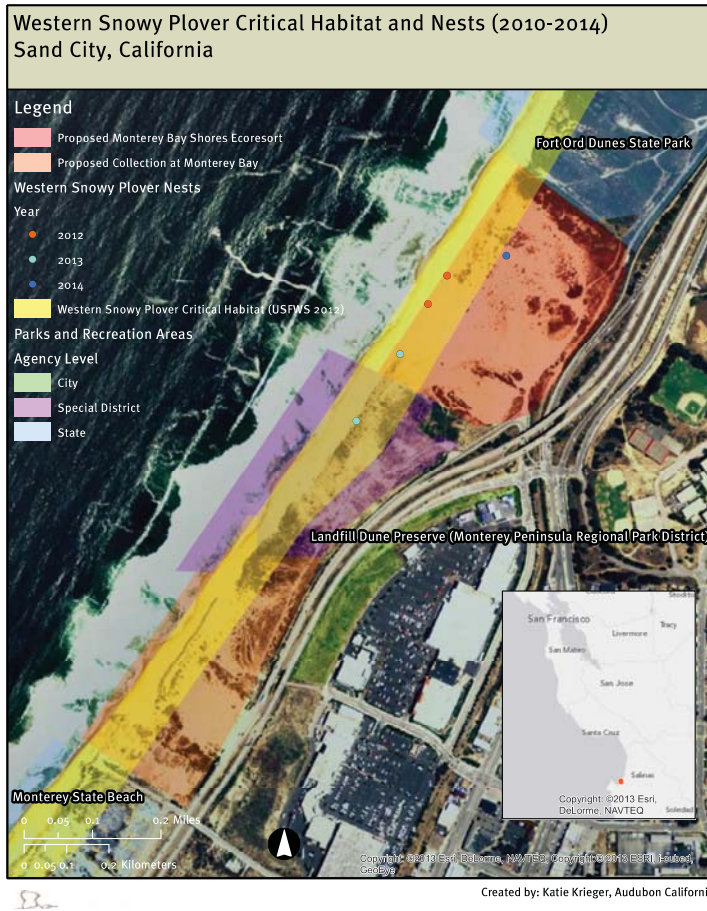 Western Snowy Plover Critical Habitat and Nests (2010-2014)
Sand City, California
Legend
Proposed Monterey Bay Shores Ecoresort
Proposed Collection at Monterey Bay
Western Snowy Plover Nests
Year
2012
2013
2014
Western Snowy Plover Critical Habitat (USFWS 2012)
Parks and Recreation Areas
Agency Level
City
Special District
State
Fort Ord Dunes State Park
Landfill Dune Preserve (Monterey Peninsula Regional Park District)
San Francisco
Livermore
Tracy
San Mateo
San Jose
Santa Cruz
Salinas
Soledad
Copyright: ©2013 Esri,
DeLorme, NAVTEQ
Monterey State Beach
0 0.05 0.1 0.2 Miles
0 0.05 0.1 0.2 Kilometers
Copyright: ©2013 Esri, DeLorme, NAVTEQ, Copyright:© 2013 ESRI, i-cubed,
GeoEye
Created by: Katie Krieger, Audubon Californi